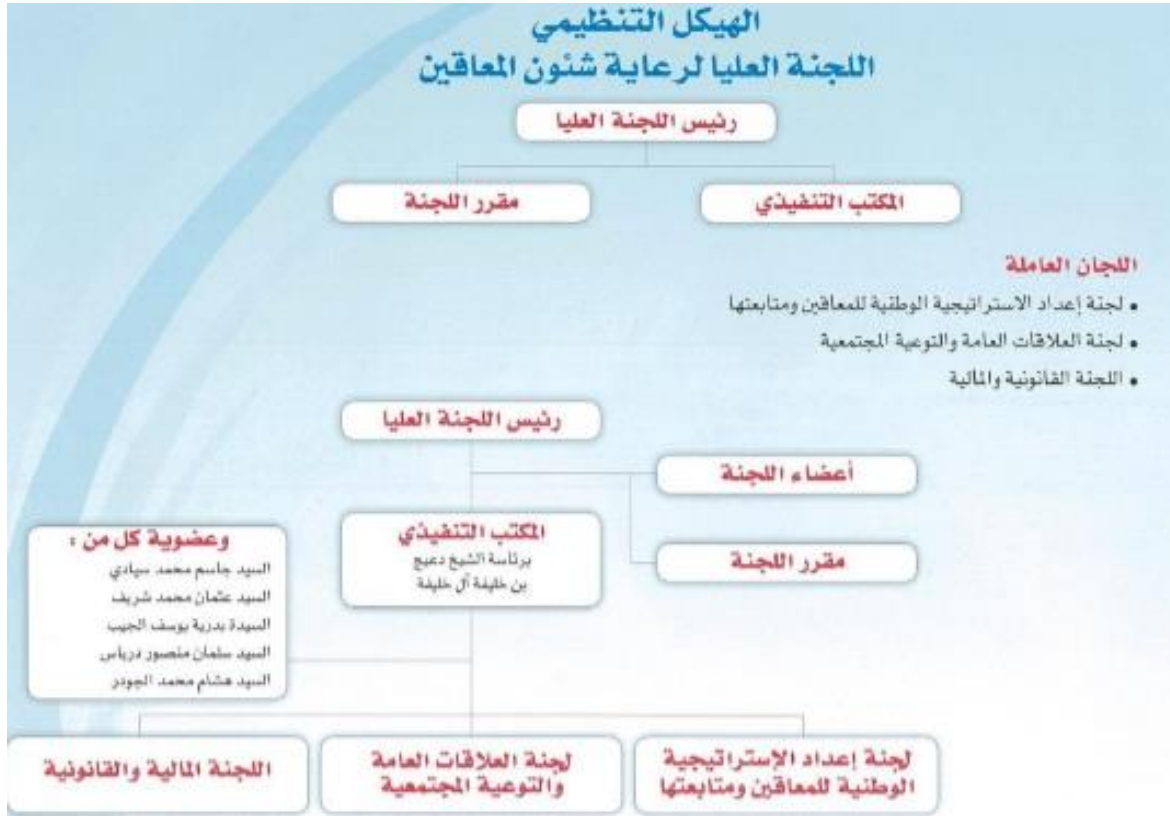 الهيكل التنظيمي
اللجنة العليا لرعاية شئون المعاقين
رئيس اللجنة العليا
المكتب التنفيذي
مقرر اللجنة
اللجان العاملة
• لجنة إعداد الاستراتيجية الوطنية للمعاقين ومتابعتها
• لجنة العلاقات العامة والتوعية المجتمعية
• اللجنة القانونية والمالية
رئيس اللجنة العليا
أعضاء اللجنة
مقرر اللجنة
المكتب التنفيذي
برئاسة الشيخ دعيج
بن خليفة آل خليفة
وعضوية كل من :
السيد جاسم محمد سيادي
السيد عثمان محمد شريف
السيدة بدرية يوسف الجيب
السيد سلمان منصور درباس
السيد هشام محمد الجودر
لجنة إعداد الإستراتيجية
الوطنية للمعاقين ومتابعتها
لجنة العلاقات العامة
والتوعية المجتمعية
اللجنة المالية والقانونية